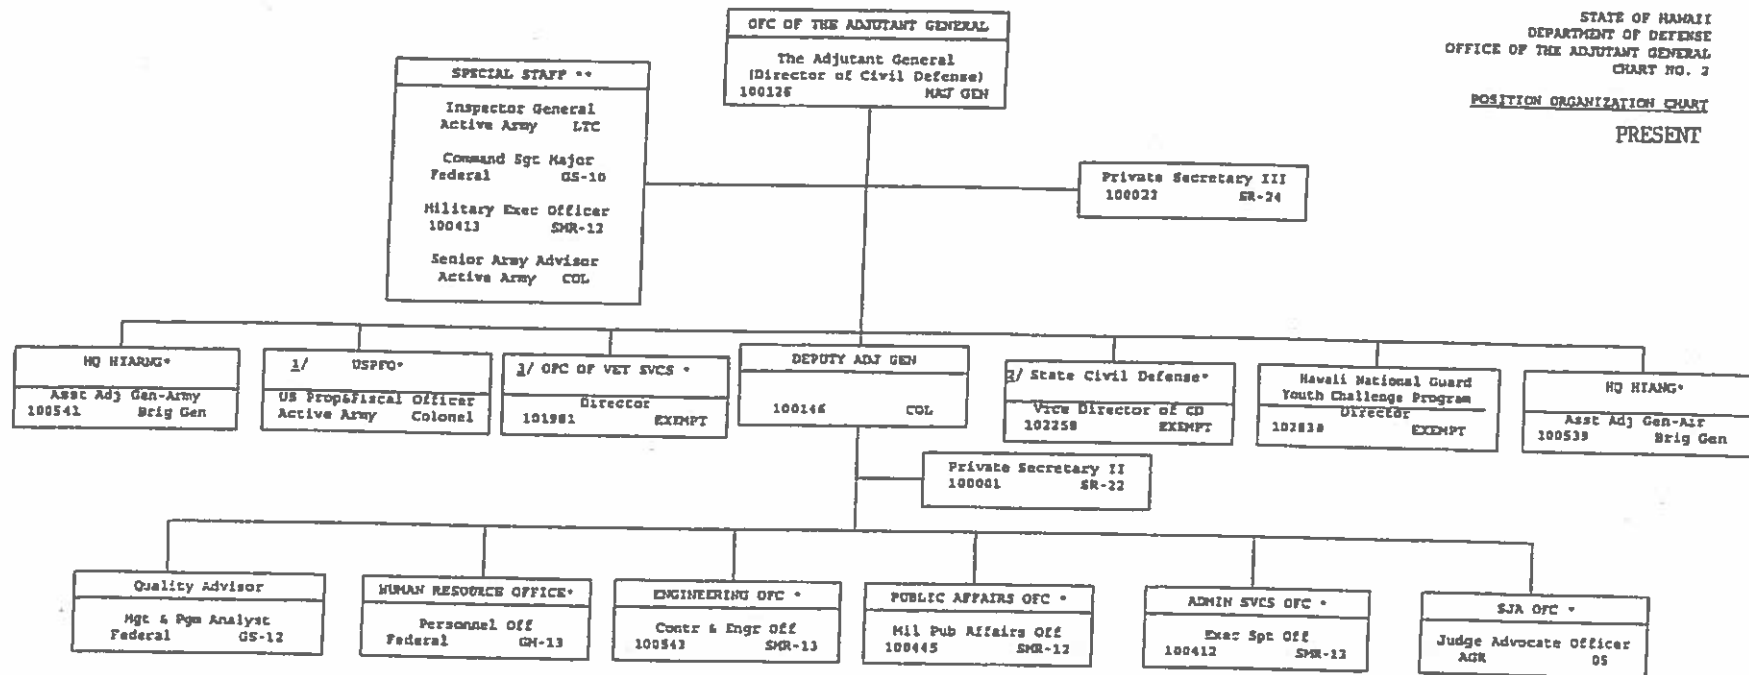 STATE OF HAWAII
DEPARTMENT OF DEFENSE
OFFICE OF THE ADJUTANT GENERAL
CHART NO. 2
POSITION ORGANIZATION CHART
PRESENT
OFC OF THE ADJUTANT GENERAL
The Adjutant General
(Director of Civil Defense)
100126 MAJ GEN
SPECIAL STAFF **
Inspector General
Active Army LTC
Command Sgt Major
Federal GS-10
Military Exec Officer
100413 SMR-12
Senior Army Advisor
Active Army COL
Private Secretary III
100022 SR-24
HQ HIARNG*
Asst Adj Gen-Army
100541 Brig Gen
1/ USPFO*
US Prop&Fiscal Officer
Active Army Colonel
3/ OFC OF VET SVCS *
Director
101981 EXEMPT
DEPUTY ADJ GEN
100146 COL
2/ State Civil Defense*
Vice Director of CD
102258 EXEMPT
Hawaii National Guard
Youth Challenge Program
Director
102838 EXEMPT
HQ HIANG*
Asst Adj Gen-Air
100539 Brig Gen
Private Secretary II
100001 SR-22
Quality Advisor
Mgt & Pgm Analyst
Federal GS-12
HUMAN RESOURCE OFFICE*
Personnel Off
Federal GM-13
ENGINEERING OFC *
Contr & Engr Off
100543 SMR-13
PUBLIC AFFAIRS OFC *
Mil Pub Affairs Off
100445 SMR-12
ADMIN SVCS OFC *
Exec Spt Off
100412 SMR-13
SJA OFC *
Judge Advocate Officer
AGR 05